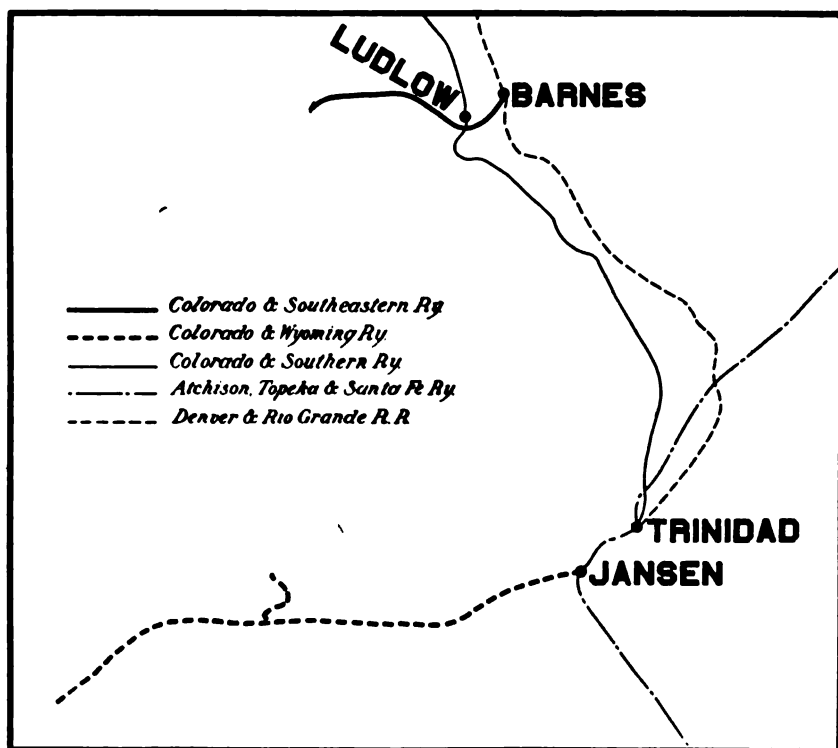 LUDLOW
BARNES
Colorado & Southeastern Ry.
Colorado & Wyoming Ry.
Colorado & Southern Ry.
Atchison, Topeka & Santa Fe Ry.
Denver & Rio Grande R.R
TRINIDAD
JANSEN